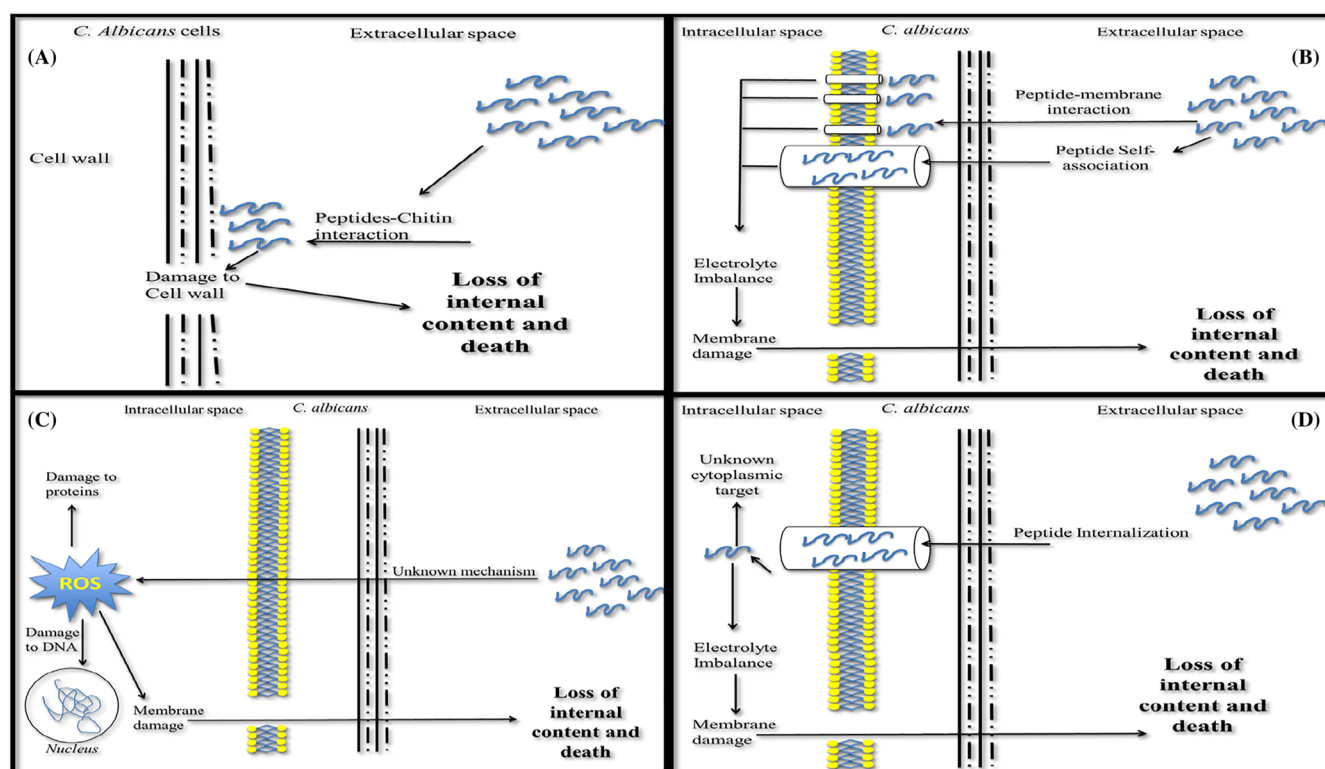 C. Albicans cells
Extracellular space
(A)
Cell wall
Peptides-Chitin
interaction
Damage to
Cell wall
Loss of
internal
content and
death
Intracellular space
C. albicans
Extracellular space
(B)
Peptide-membrane
interaction
Peptide Self-
association
Electrolyte
Imbalance
Membrane
damage
Loss of
internal
content and
death
(C)
Intracellular space
C. albicans
Extracellular space
Damage to
proteins
ROS
Unknown mechanism
Damage
to DNA
Nucleus
Membrane
damage
Loss of
internal
content and
death
Intracellular space
C. albicans
Extracellular space
(D)
Unknown
cytoplasmic
target
Peptide Internalization
Electrolyte
Imbalance
Membrane
damage
Loss of
internal
content and
death